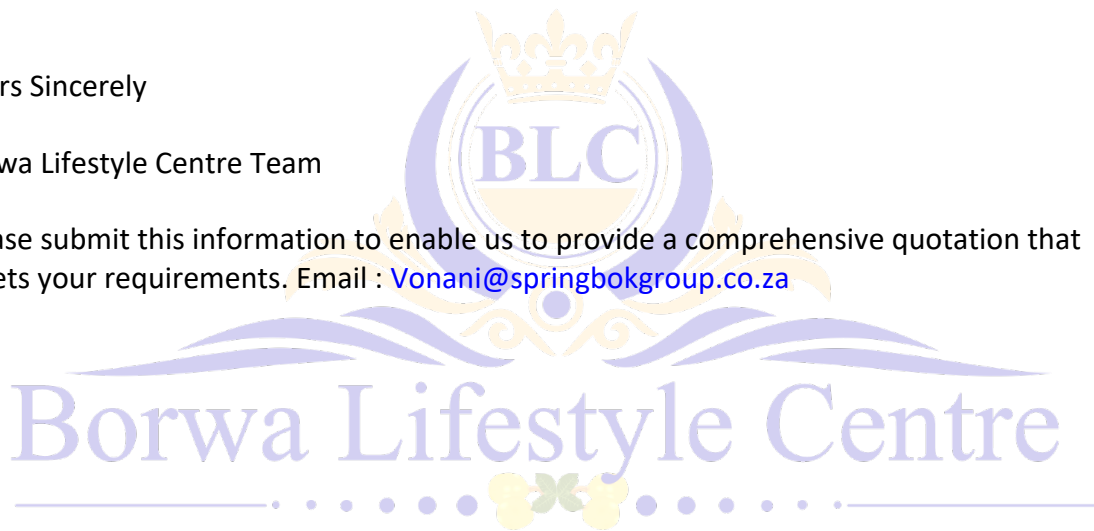 rs Sincerely
wa Lifestyle Centre Team
ase submit this information to enable us to provide a comprehensive quotation that
ets your requirements. Email : Vonani@springbokgroup.co.za
BLC
Borwa Lifestyle Centre